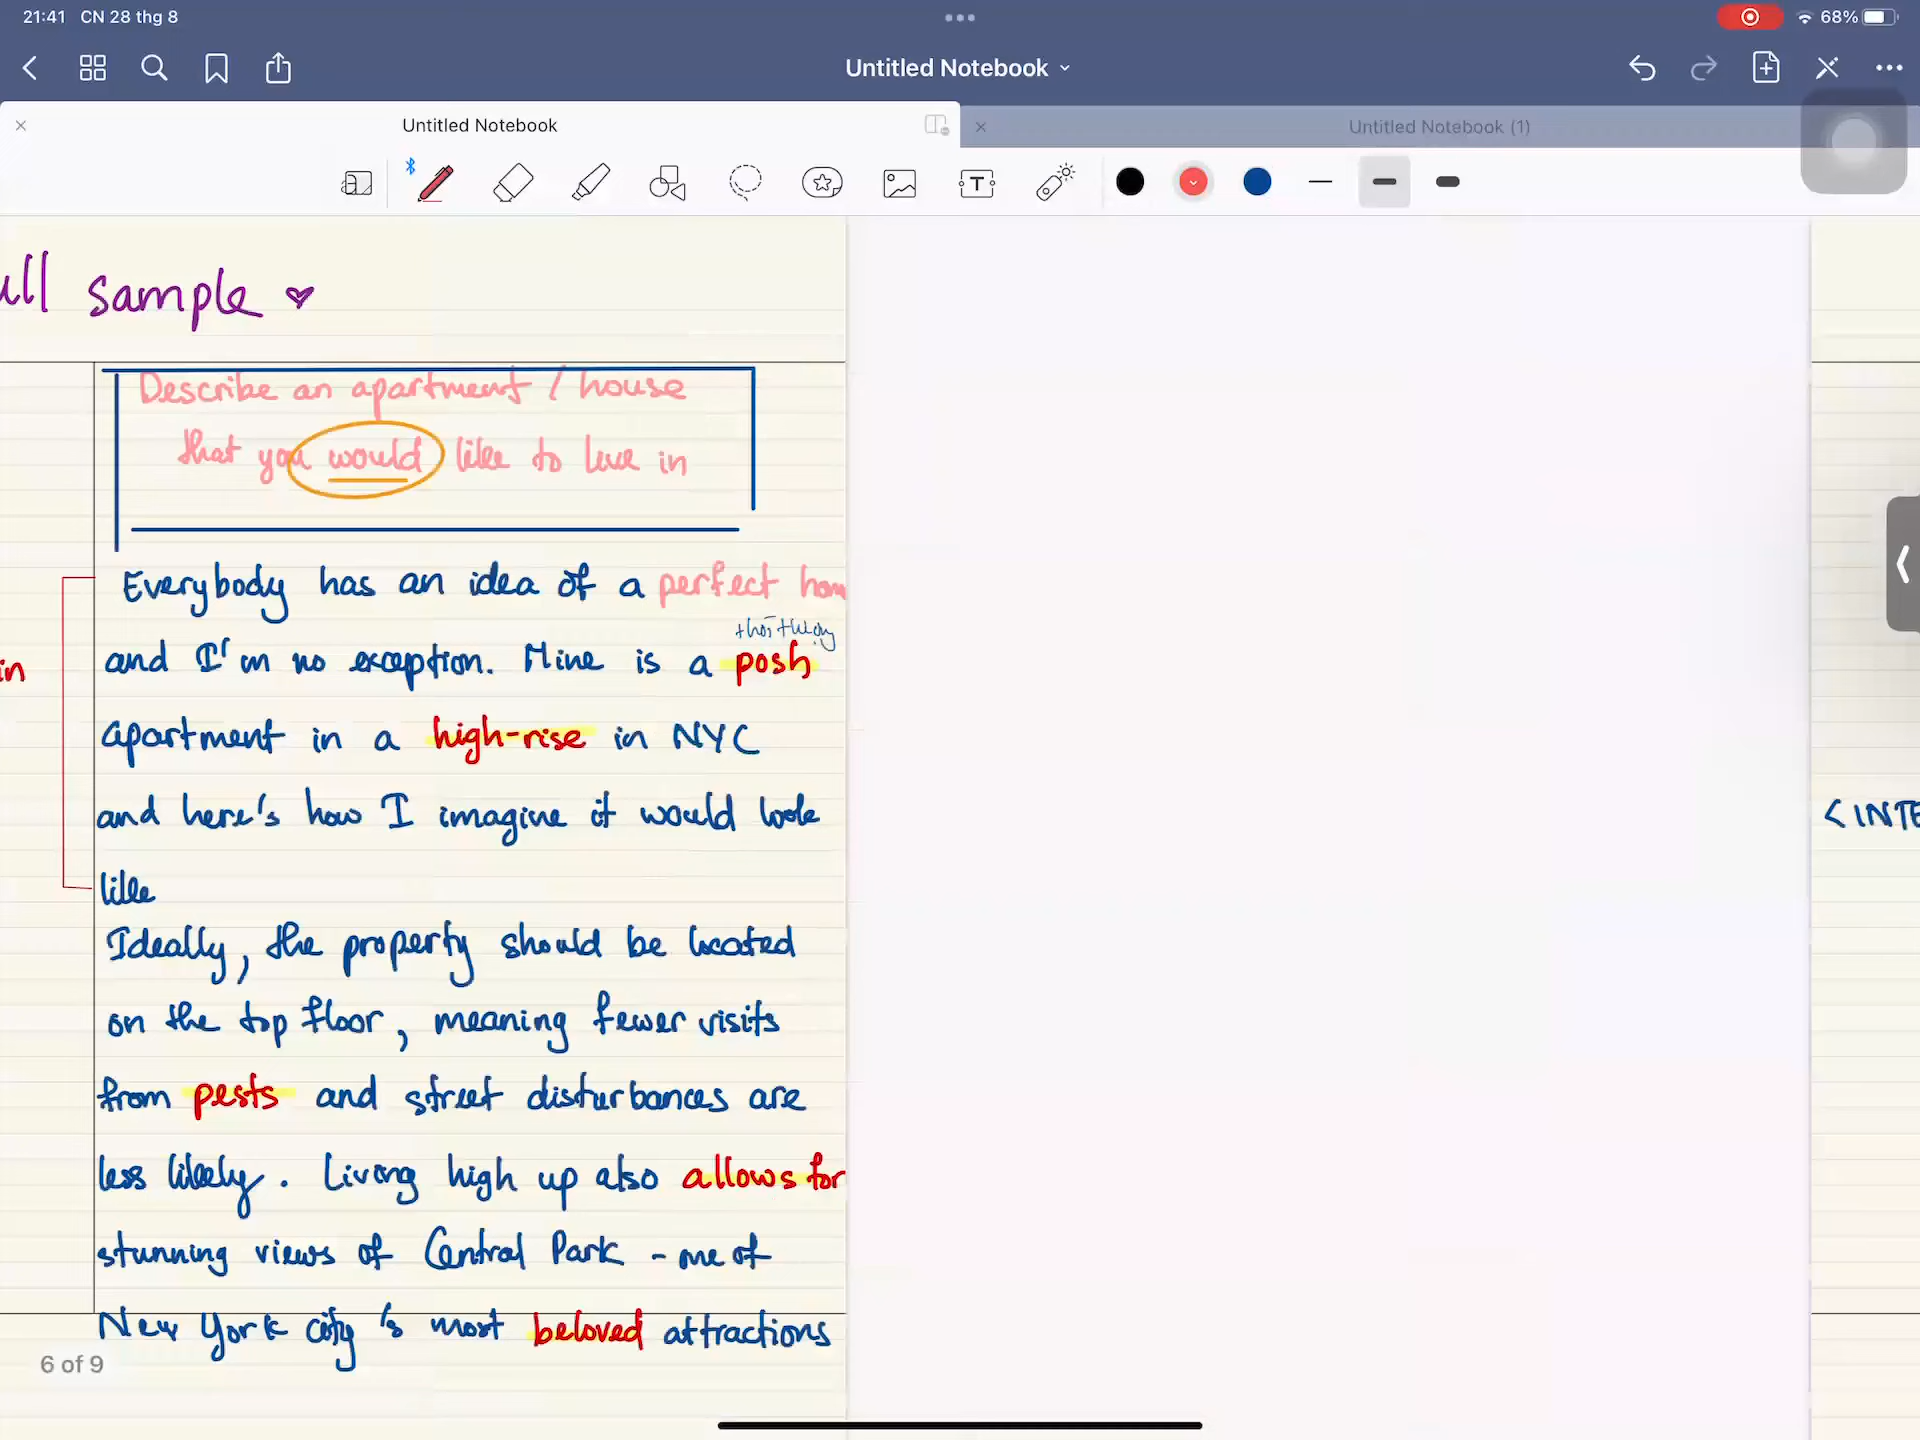 21:41 CN 28 thg 8
68%
Untitled Notebook
Untitled Notebook
Untitled Notebook (1)
ull sample
Describe an apartment / house
that you would like to live in
Everybody has an idea of a perfect hom
thời thượng
and I'm no exception. Mine is a posh
in
apartment in a high-rise in NYC
and here's how I imagine it would look
<INTE
like
Ideally, the property should be located
on the top floor, meaning fewer visits
from pests and street disturbances are
less likely. Living high up also allows for
stunning views of Central Park - one of
New York city's most beloved attractions
6 of 9